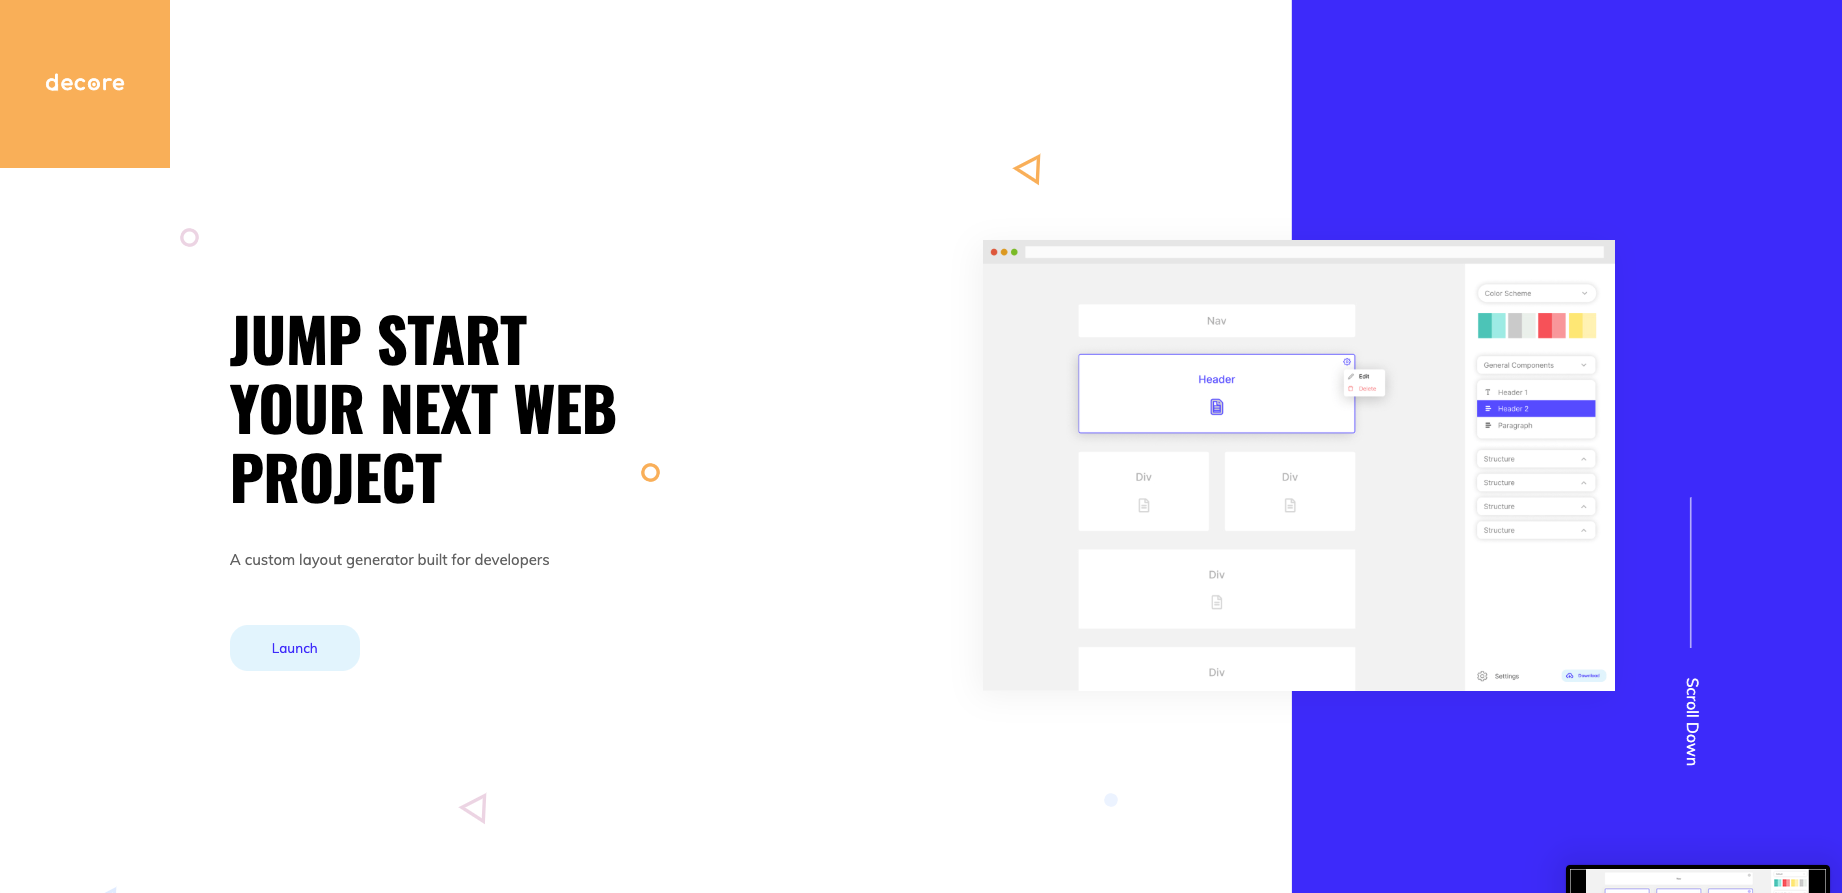 decore
JUMP START
YOUR NEXT WEB
PROJECT
A custom layout generator built for developers
Launch
Nav
Header
Edit
Delete
Div
Div
Div
Div
Color Scheme
General Components
Header 1
Header 2
Paragraph
Structure
Structure
Structure
Structure
Settings
Download
Scroll Down